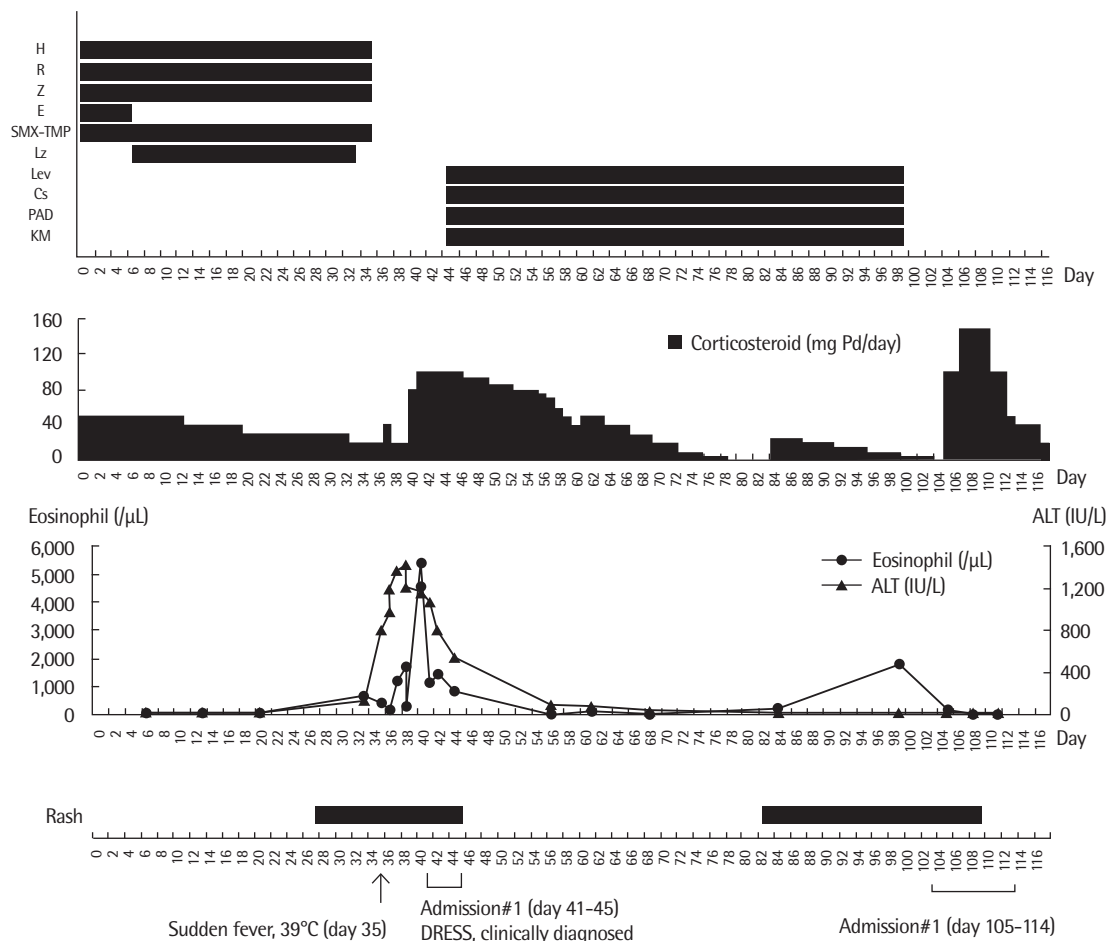 H
R
Z
E
SMX-TMP
Lz
Lev
Cs
PAD
KM
0 2 4 6 8 10 12 14 16 18 20 22 24 26 28 30 32 34 36 38 40 42 44 46 48 50 52 54 56 58 60 62 64 66 68 70 72 74 76 78 80 82 84 86 88 90 92 94 96 98 100 102 104 106 108 110 112 114 116 Day
160
120
80
40
0
Corticosteroid (mg Pd/day)
0 2 4 6 8 10 12 14 16 18 20 22 24 26 28 30 32 34 36 38 40 42 44 46 48 50 52 54 56 58 60 62 64 66 68 70 72 74 76 78 80 82 84 86 88 90 92 94 96 98 100 102 104 106 108 110 112 114 116 Day
Eosinophil (/µL) ALT (IU/L)
6,000 1,600
5,000
4,000 1,200
3,000 800
2,000 400
1,000
0 0
Eosinophil (/µL)
ALT (IU/L)
0 2 4 6 8 10 12 14 16 18 20 22 24 26 28 30 32 34 36 38 40 42 44 46 48 50 52 54 56 58 60 62 64 66 68 70 72 74 76 78 80 82 84 86 88 90 92 94 96 98 100 102 104 106 108 110 112 114 116 Day
Rash
0 2 4 6 8 10 12 14 16 18 20 22 24 26 28 30 32 34 36 38 40 42 44 46 48 50 52 54 56 58 60 62 64 66 68 70 72 74 76 78 80 82 84 86 88 90 92 94 96 98 100 102 104 106 108 110 112 114 116
Sudden fever, 39°C (day 35)
Admission#1 (day 41-45)
DRESS, clinically diagnosed
Admission#1 (day 105-114)